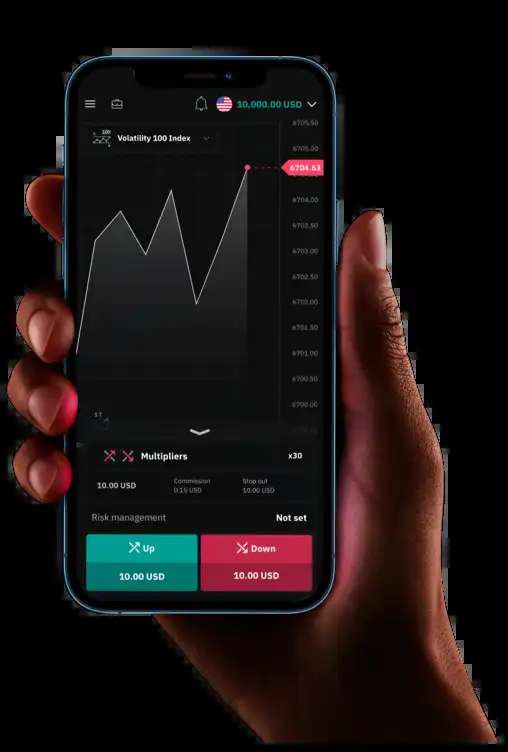 10,000.00 USD
6705.50
100
Volatility 100 Index
6705.00
6704.63
6704.00
6703.50
6703.00
6702.50
6702.00
6701.50
6701.00
6700.50
6700.00
1 T
Multipliers x30
10.00 USD
Commission
0.15 USD
Stop out
10.00 USD
Risk management Not set
Up Down
10.00 USD 10.00 USD